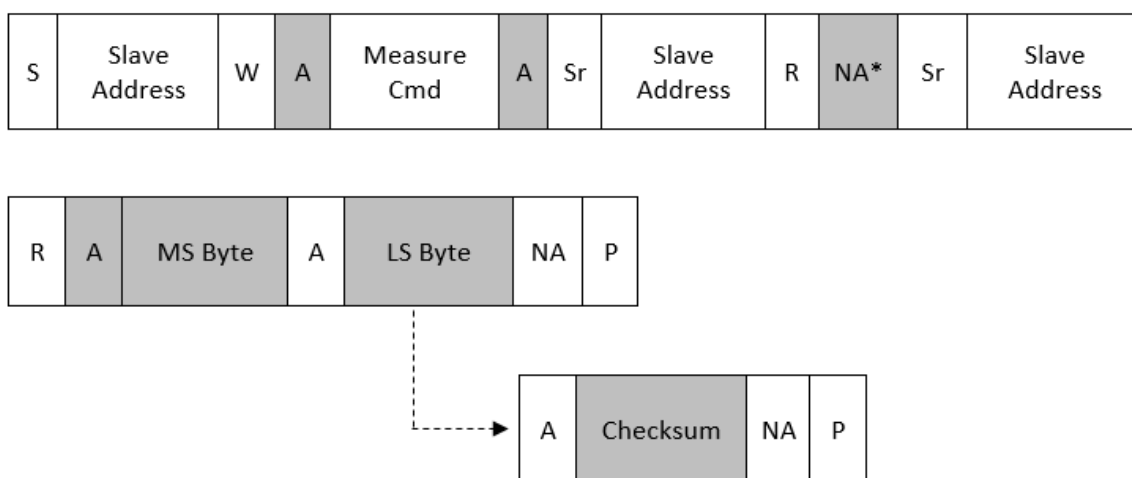 S Slave Address W A Measure Cmd A Sr Slave Address R NA* Sr Slave Address
R A MS Byte A LS Byte NA P
A Checksum NA P